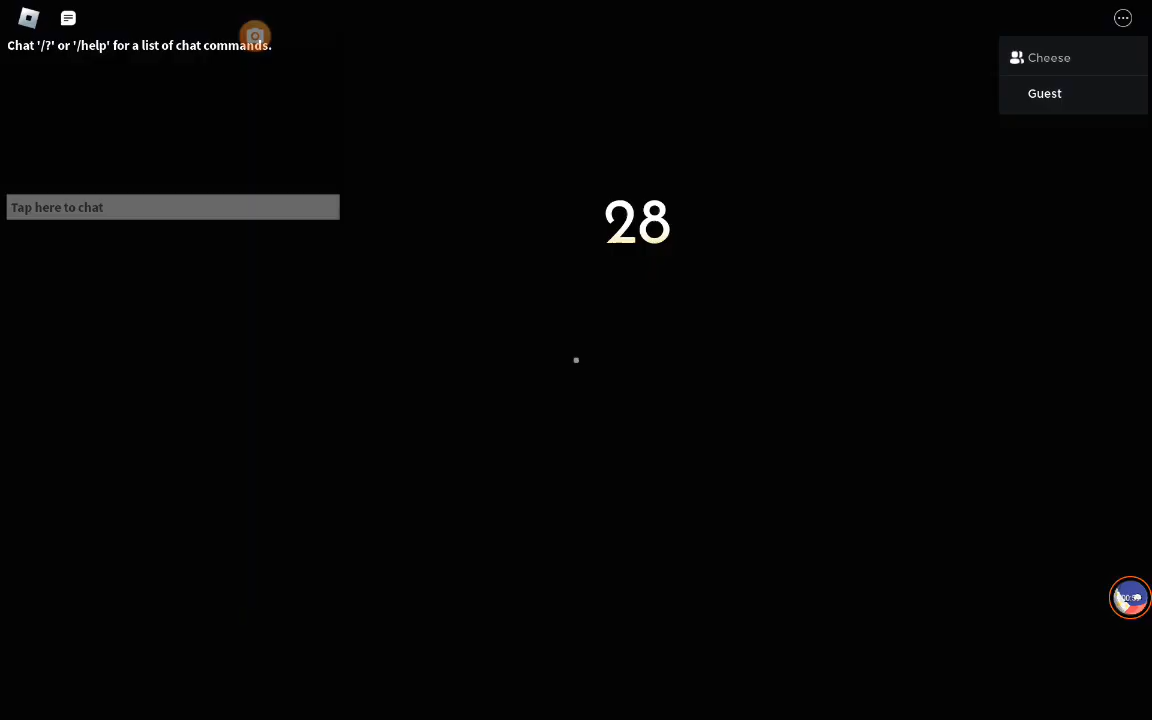 Chat '/?' or '/help' for a list of chat commands.
Cheese
Guest
Tap here to chat
28